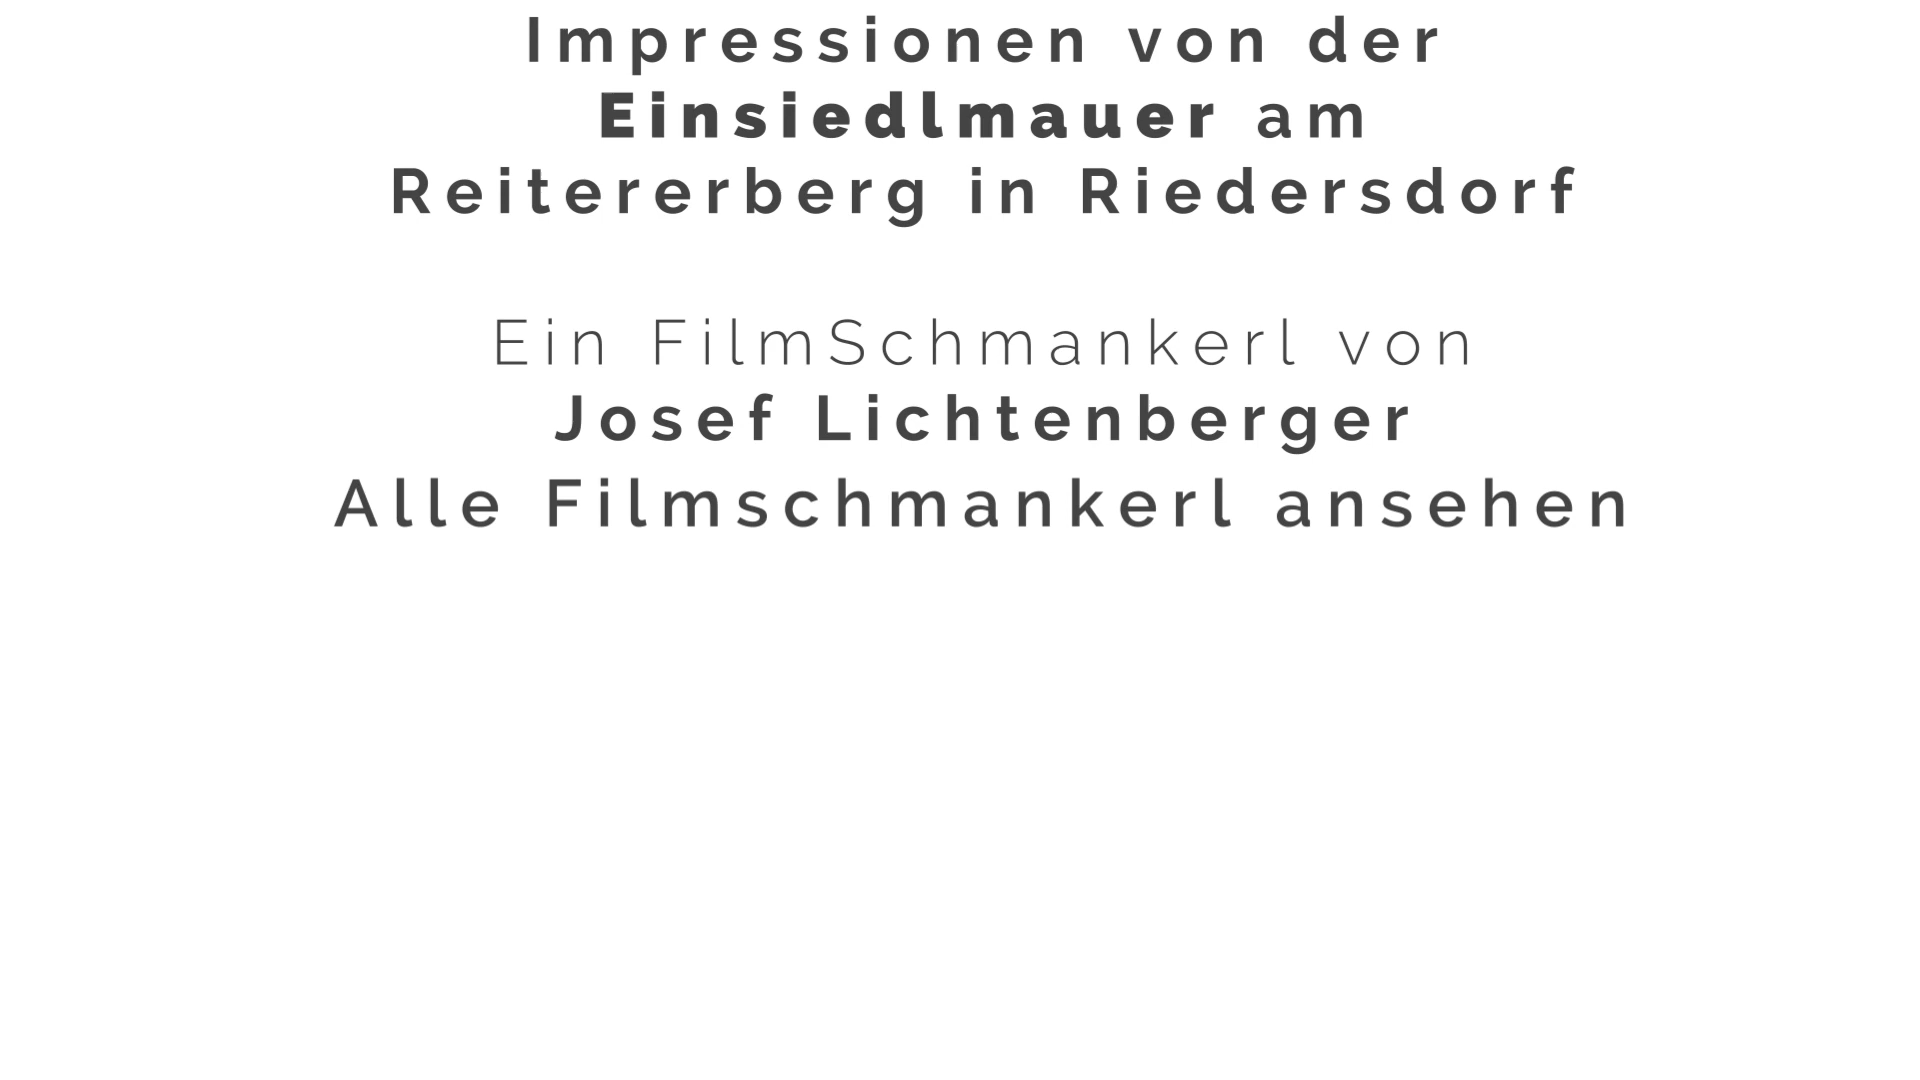 Impressionen von der
Einsiedlmauer am
Reitererberg in Riedersdorf
Ein FilmSchmankerl von
Josef Lichtenberger
Alle Filmschmankerl ansehen